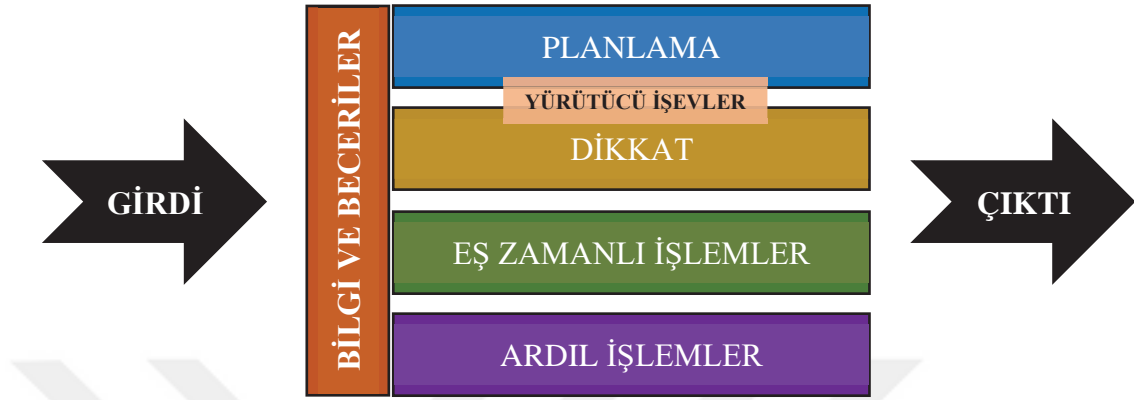 GİRDİ
BİLGİ VE BECERİLER
PLANLAMA
YÜRÜTÜCÜ İŞEVLER
DİKKAT
EŞ ZAMANLI İŞLEMLER
ARDIL İŞLEMLER
ÇIKTI